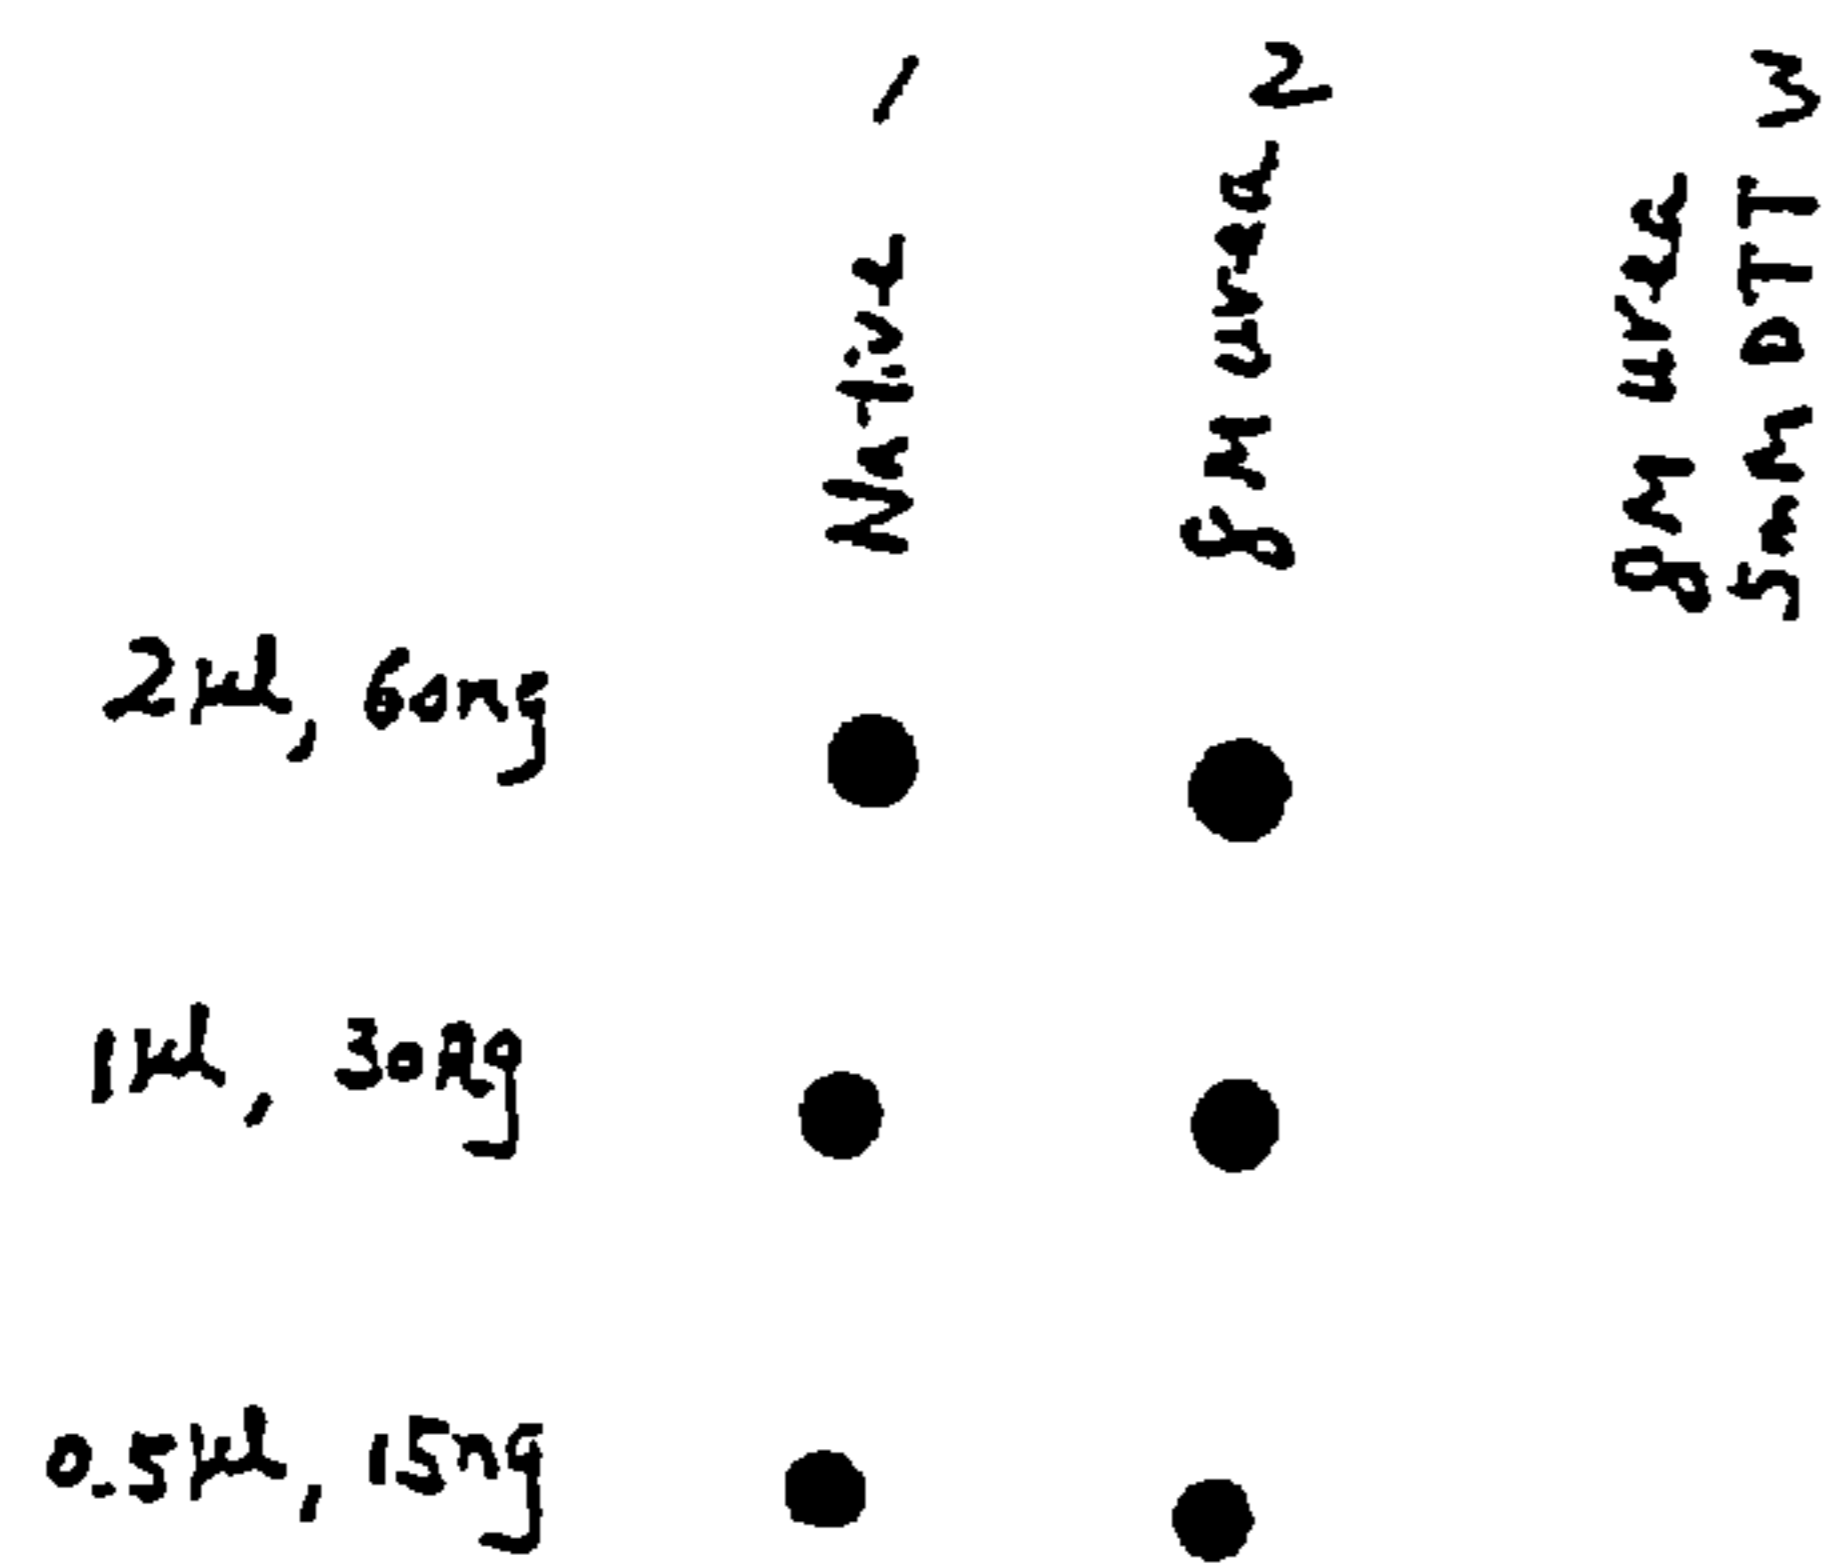 1
Native
2
8M urea
3
8M urea
5mM DTT
2µl, 60ng
1µl, 30ng
0.5µl, 15ng